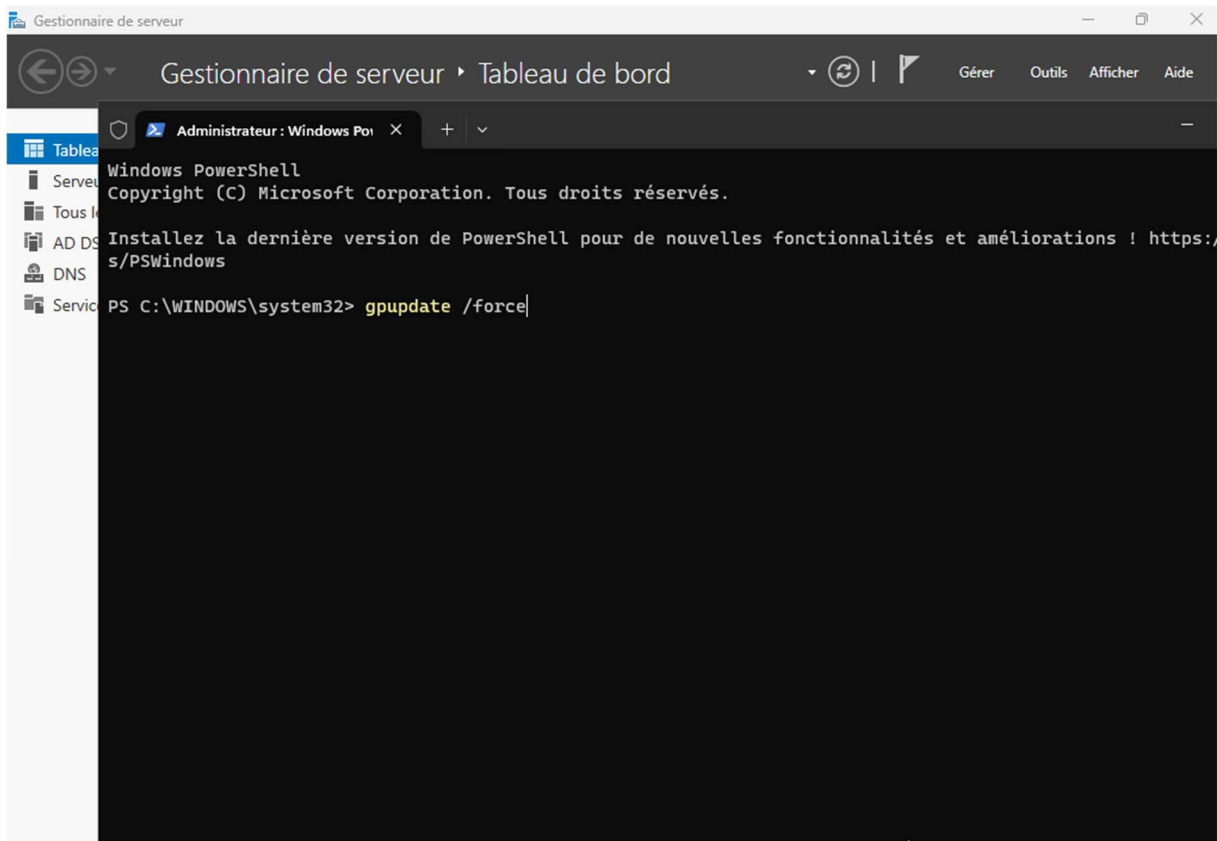 Gestionnaire de serveur
Gestionnaire de serveur ‣ Tableau de bord
Gérer Outils Afficher Aide
Administrateur : Windows
Windows PowerShell
Copyright (C) Microsoft Corporation. Tous droits réservés.
Installez la dernière version de PowerShell pour de nouvelles fonctionnalités et améliorations ! https:/
s/PSWindows
PS C:\WINDOWS\system32> gpupdate /force
Tablea
Serveu
Tous l
AD DS
DNS
Servic